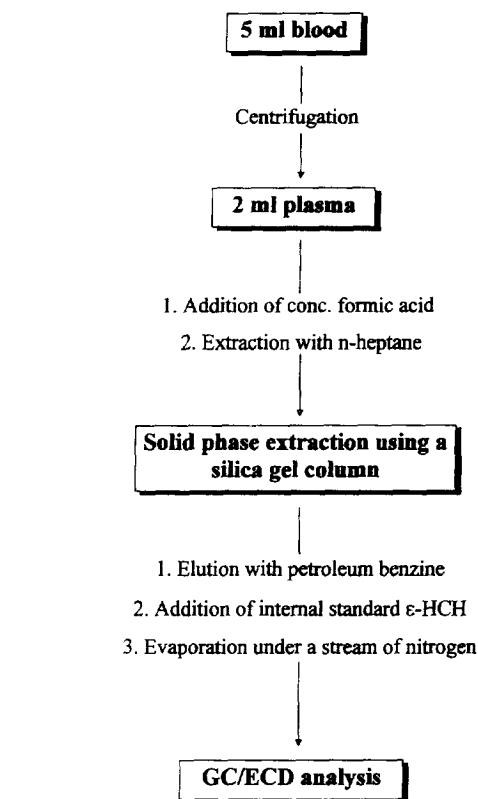 5 ml blood
Centrifugation
2 ml plasma
1. Addition of conc. formic acid
2. Extraction with n-heptane
Solid phase extraction using a
silica gel column
1. Elution with petroleum benzine
2. Addition of internal standard ε-HCH
3. Evaporation under a stream of nitrogen
GC/ECD analysis